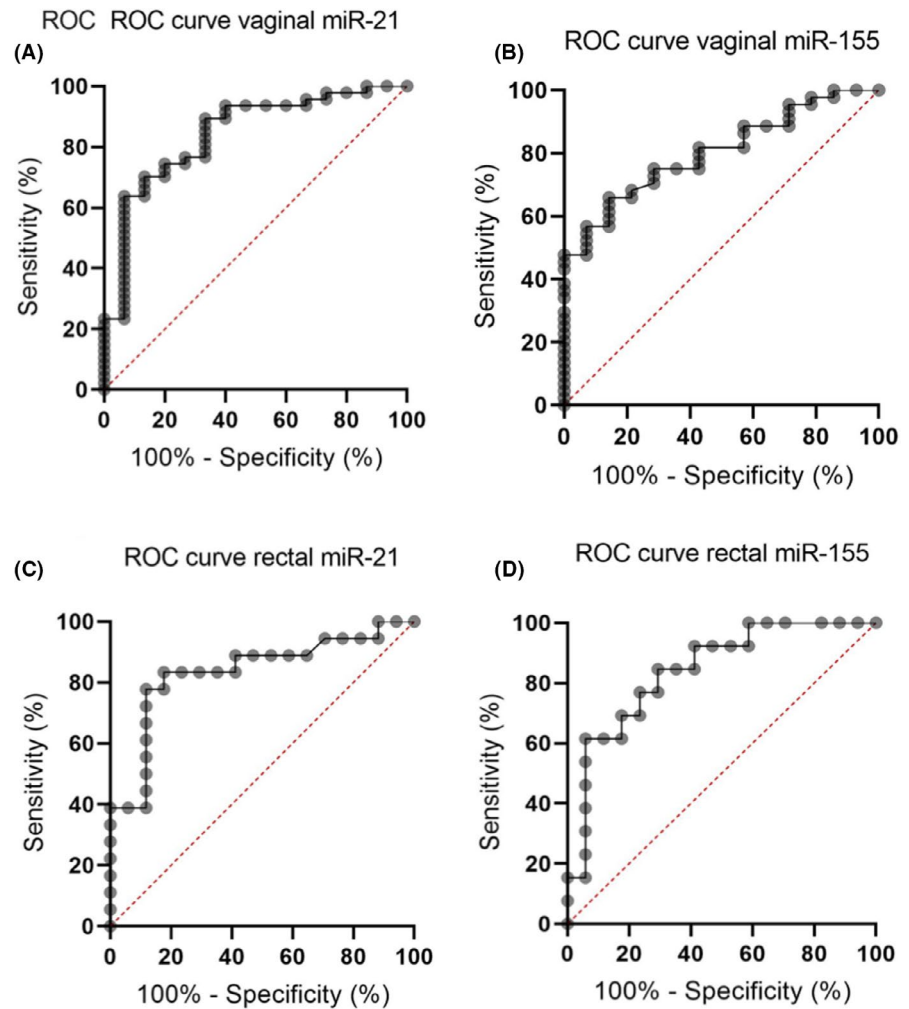 ROC ROC curve vaginal miR-21
(A)
100
80
60
40
20
0
Sensitivity (%)
0 20 40 60 80 100
100% - Specificity (%)
ROC curve vaginal miR-155
(B)
100
80
60
40
20
0
Sensitivity (%)
0 20 40 60 80 100
100% - Specificity (%)
ROC curve rectal miR-21
(C)
100
80
60
40
20
0
Sensitivity (%)
0 20 40 60 80 100
100% - Specificity (%)
ROC curve rectal miR-155
(D)
100
80
60
40
20
0
Sensitivity (%)
0 20 40 60 80 100
100% - Specificity (%)